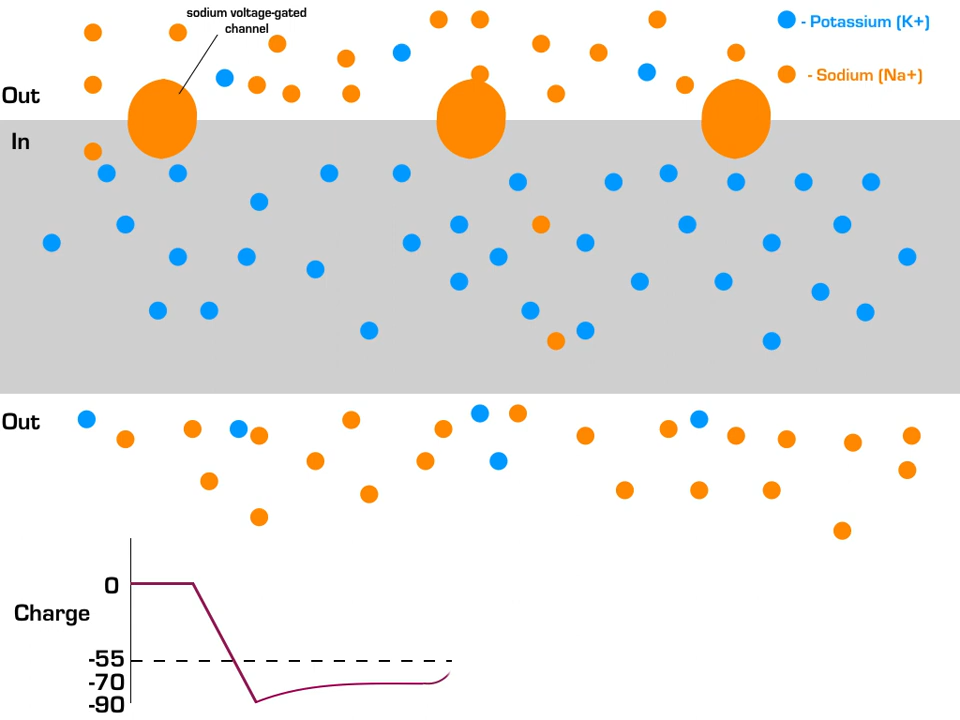 sodium voltage-gated
channel
- Potassium (K+)
- Sodium (Na+)
Out
In
Out
0
Charge
-55
-70
-90